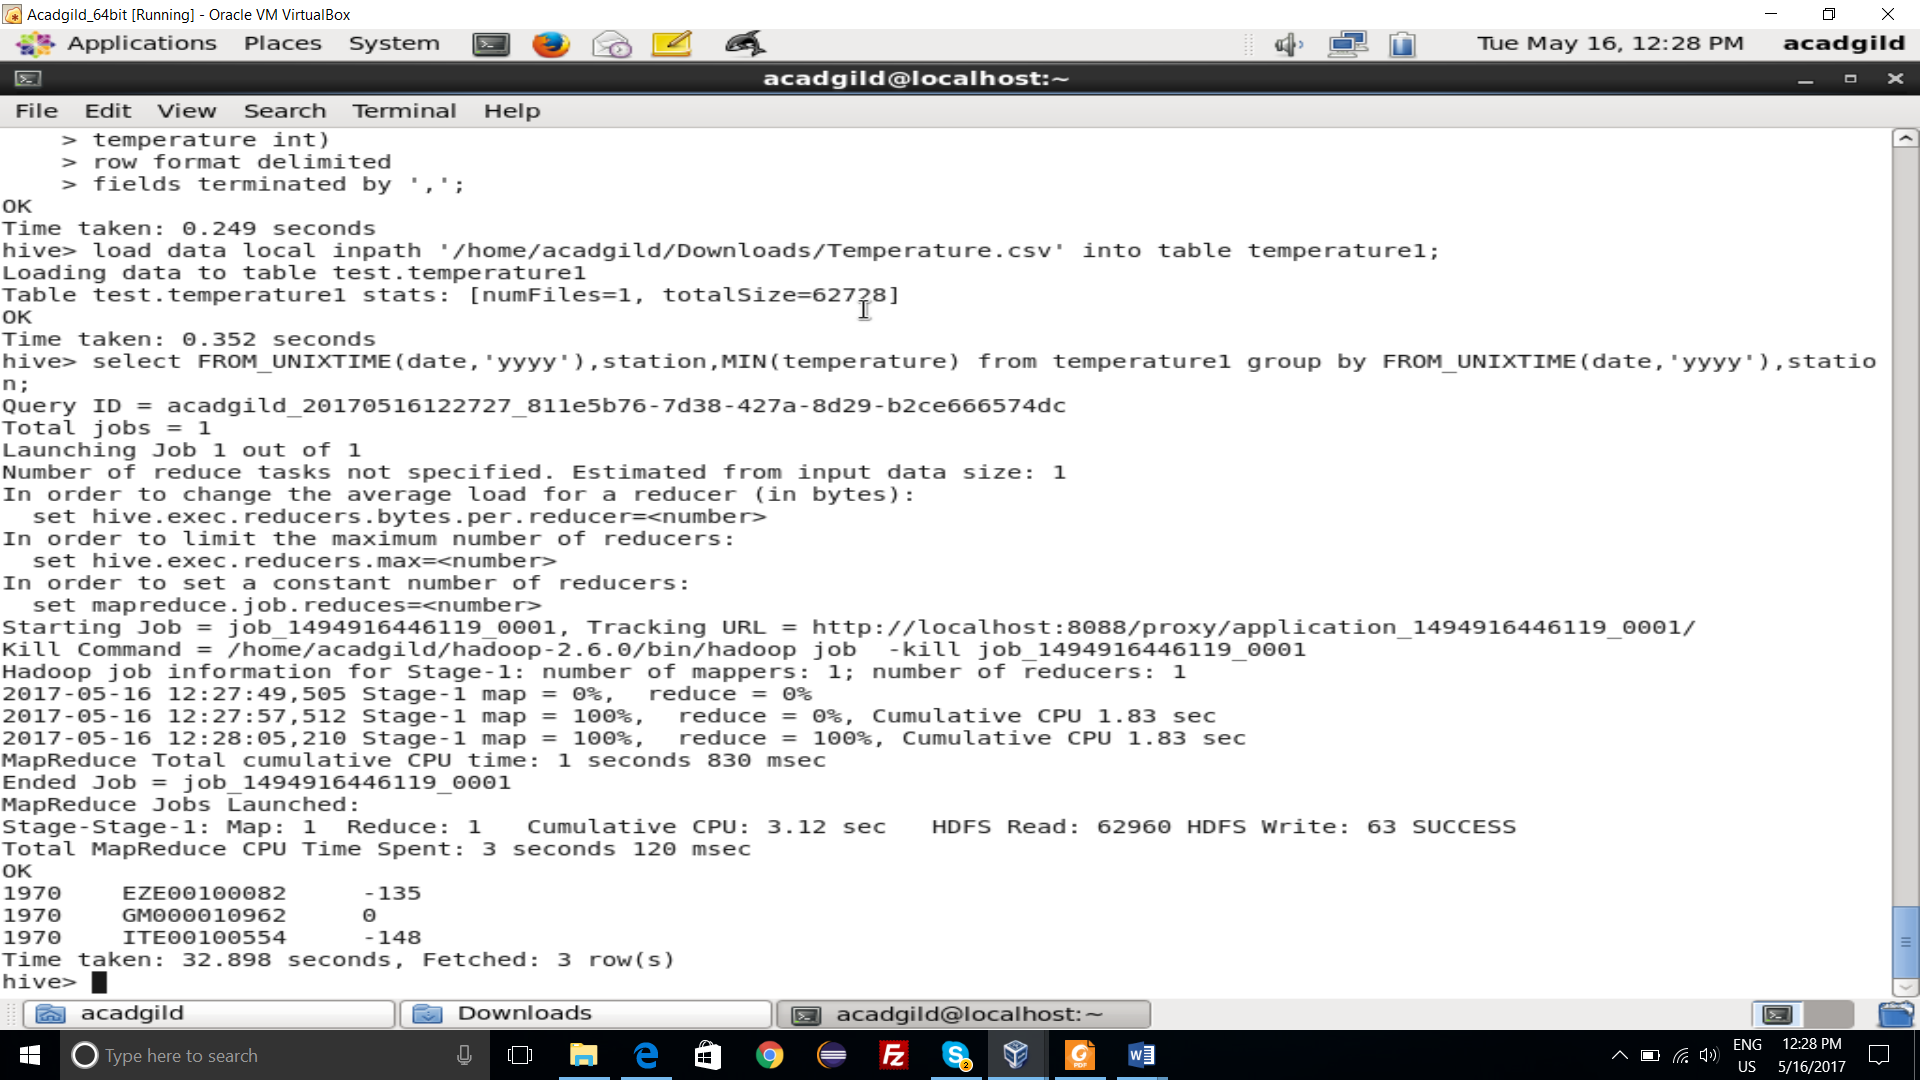 Acadgild_64bit [Running] - Oracle VM VirtualBox
Applications Places System Tue May 16, 12:28 PM acadgild
acadgild@localhost:~
File Edit View Search Terminal Help
> temperature int)
> row format delimited
> fields terminated by ',';
OK
Time taken: 0.249 seconds
hive> load data local inpath '/home/acadgild/Downloads/Temperature.csv' into table temperature1;
Loading data to table test.temperature1
Table test.temperature1 stats: [numFiles=1, totalSize=62728]
OK
Time taken: 0.352 seconds
hive> select FROM_UNIXTIME(date,'yyyy'),station,MIN(temperature) from temperature1 group by FROM_UNIXTIME(date,'yyyy'),statio
n;
Query ID = acadgild_20170516122727_811e5b76-7d38-427a-8d29-b2ce666574dc
Total jobs = 1
Launching Job 1 out of 1
Number of reduce tasks not specified. Estimated from input data size: 1
In order to change the average load for a reducer (in bytes):
set hive.exec.reducers.bytes.per.reducer=<number>
In order to limit the maximum number of reducers:
set hive.exec.reducers.max=<number>
In order to set a constant number of reducers:
set mapreduce.job.reduces=<number>
Starting Job = job_1494916446119_0001, Tracking URL = http://localhost:8088/proxy/application_1494916446119_0001/
Kill Command = /home/acadgild/hadoop-2.6.0/bin/hadoop job  -kill job_1494916446119_0001
Hadoop job information for Stage-1: number of mappers: 1; number of reducers: 1
2017-05-16 12:27:49,505 Stage-1 map = 0%,  reduce = 0%
2017-05-16 12:27:57,512 Stage-1 map = 100%,  reduce = 0%, Cumulative CPU 1.83 sec
2017-05-16 12:28:05,210 Stage-1 map = 100%,  reduce = 100%, Cumulative CPU 1.83 sec
MapReduce Total cumulative CPU time: 1 seconds 830 msec
Ended Job = job_1494916446119_0001
MapReduce Jobs Launched:
Stage-Stage-1: Map: 1  Reduce: 1   Cumulative CPU: 3.12 sec   HDFS Read: 62960 HDFS Write: 63 SUCCESS
Total MapReduce CPU Time Spent: 3 seconds 120 msec
OK
1970 EZE00100082 -135
1970 GM000010962 0
1970 ITE00100554 -148
Time taken: 32.898 seconds, Fetched: 3 row(s)
hive>
acadgild Downloads acadgild@localhost:~
Type here to search ENG 12:28 PM
US 5/16/2017